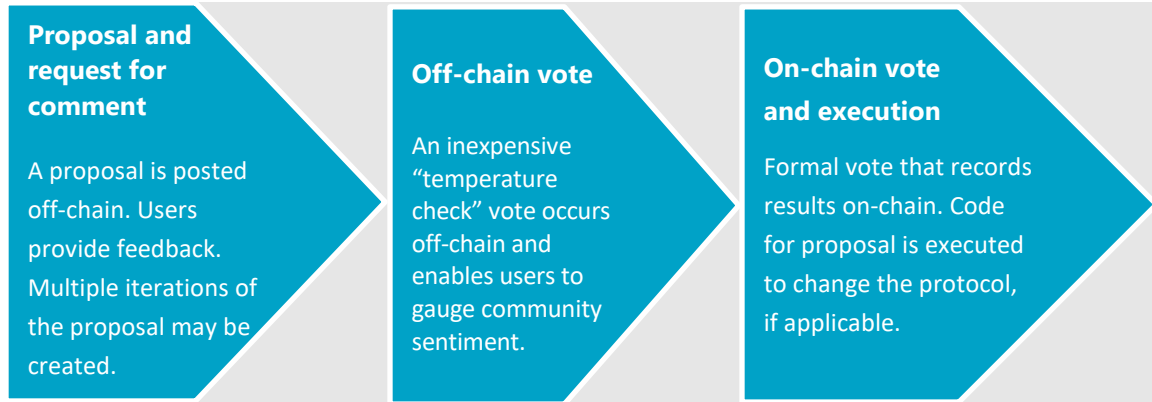 Proposal and
request for
comment
A proposal is posted
off-chain. Users
provide feedback.
Multiple iterations of
the proposal may be
created.
Off-chain vote
An inexpensive
“temperature
check” vote occurs
off-chain and
enables users to
gauge community
sentiment.
On-chain vote
and execution
Formal vote that records
results on-chain. Code
for proposal is executed
to change the protocol,
if applicable.